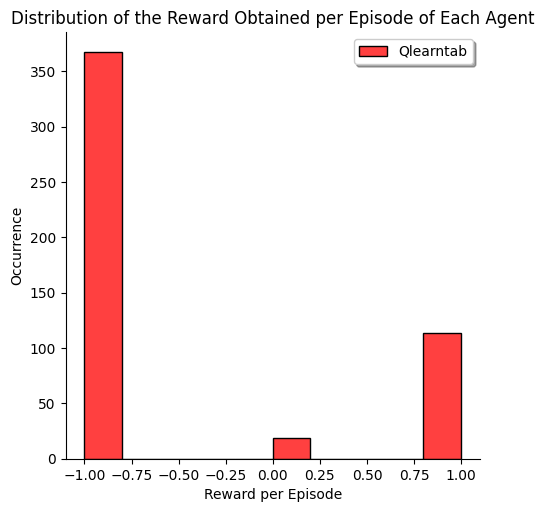 Distribution of the Reward Obtained per Episode of Each Agent
Qlearntab
350
300
250
200
150
100
50
0
Occurrence
−1.00 −0.75 −0.50 −0.25 0.00 0.25 0.50 0.75 1.00
Reward per Episode